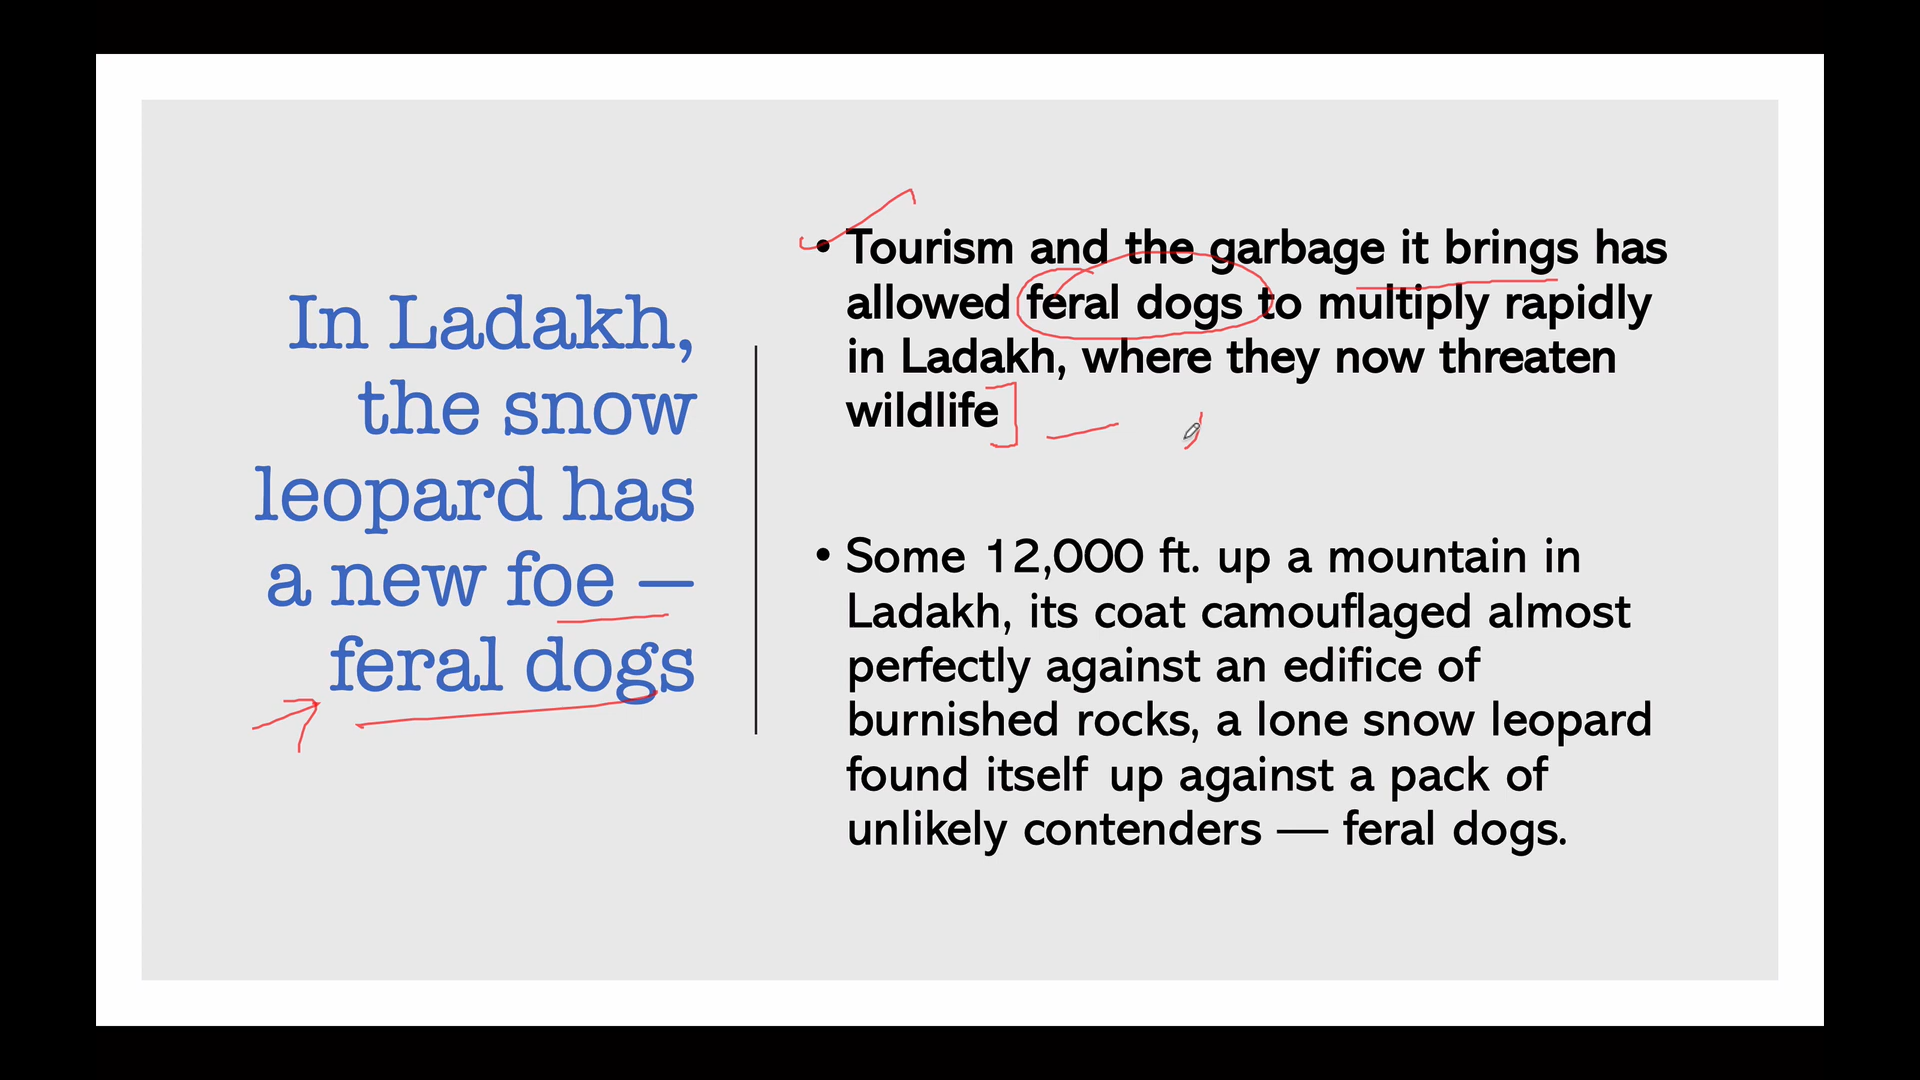 In Ladakh,
the snow
leopard has
a new foe —
feral dogs
• Tourism and the garbage it brings has
allowed feral dogs to multiply rapidly
in Ladakh, where they now threaten
wildlife
• Some 12,000 ft. up a mountain in
Ladakh, its coat camouflaged almost
perfectly against an edifice of
burnished rocks, a lone snow leopard
found itself up against a pack of
unlikely contenders — feral dogs.